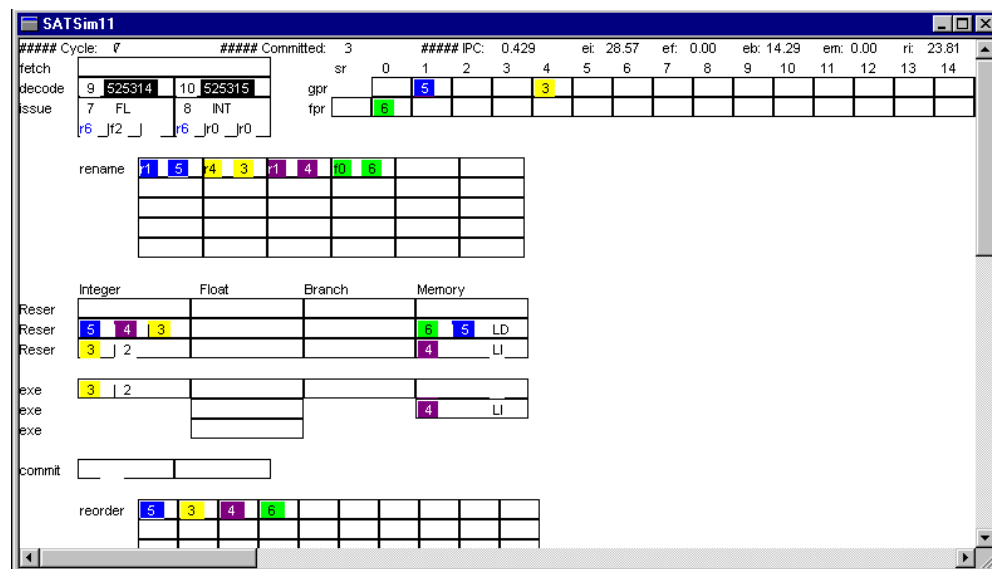 SATSim11
##### Cycle: 7 ##### Committed: 3 ##### IPC: 0.429 ei: 28.57 ef: 0.00 eb: 14.29 em: 0.00 ri: 23.81
fetch sr 0 1 2 3 4 5 6 7 8 9 10 11 12 13 14
decode 9 525314 10 525315 gpr 5 3
issue 7 FL 8 INT fpr 6
r6 f2 r6 r0 r0
rename r1 5 r4 3 r1 4 f0 6
Integer Float Branch Memory
Reser
Reser 5 4 3 6 5 LD
Reser 3 2 4 LI
exe 3 2
exe 4 LI
exe
commit
reorder 5 3 4 6